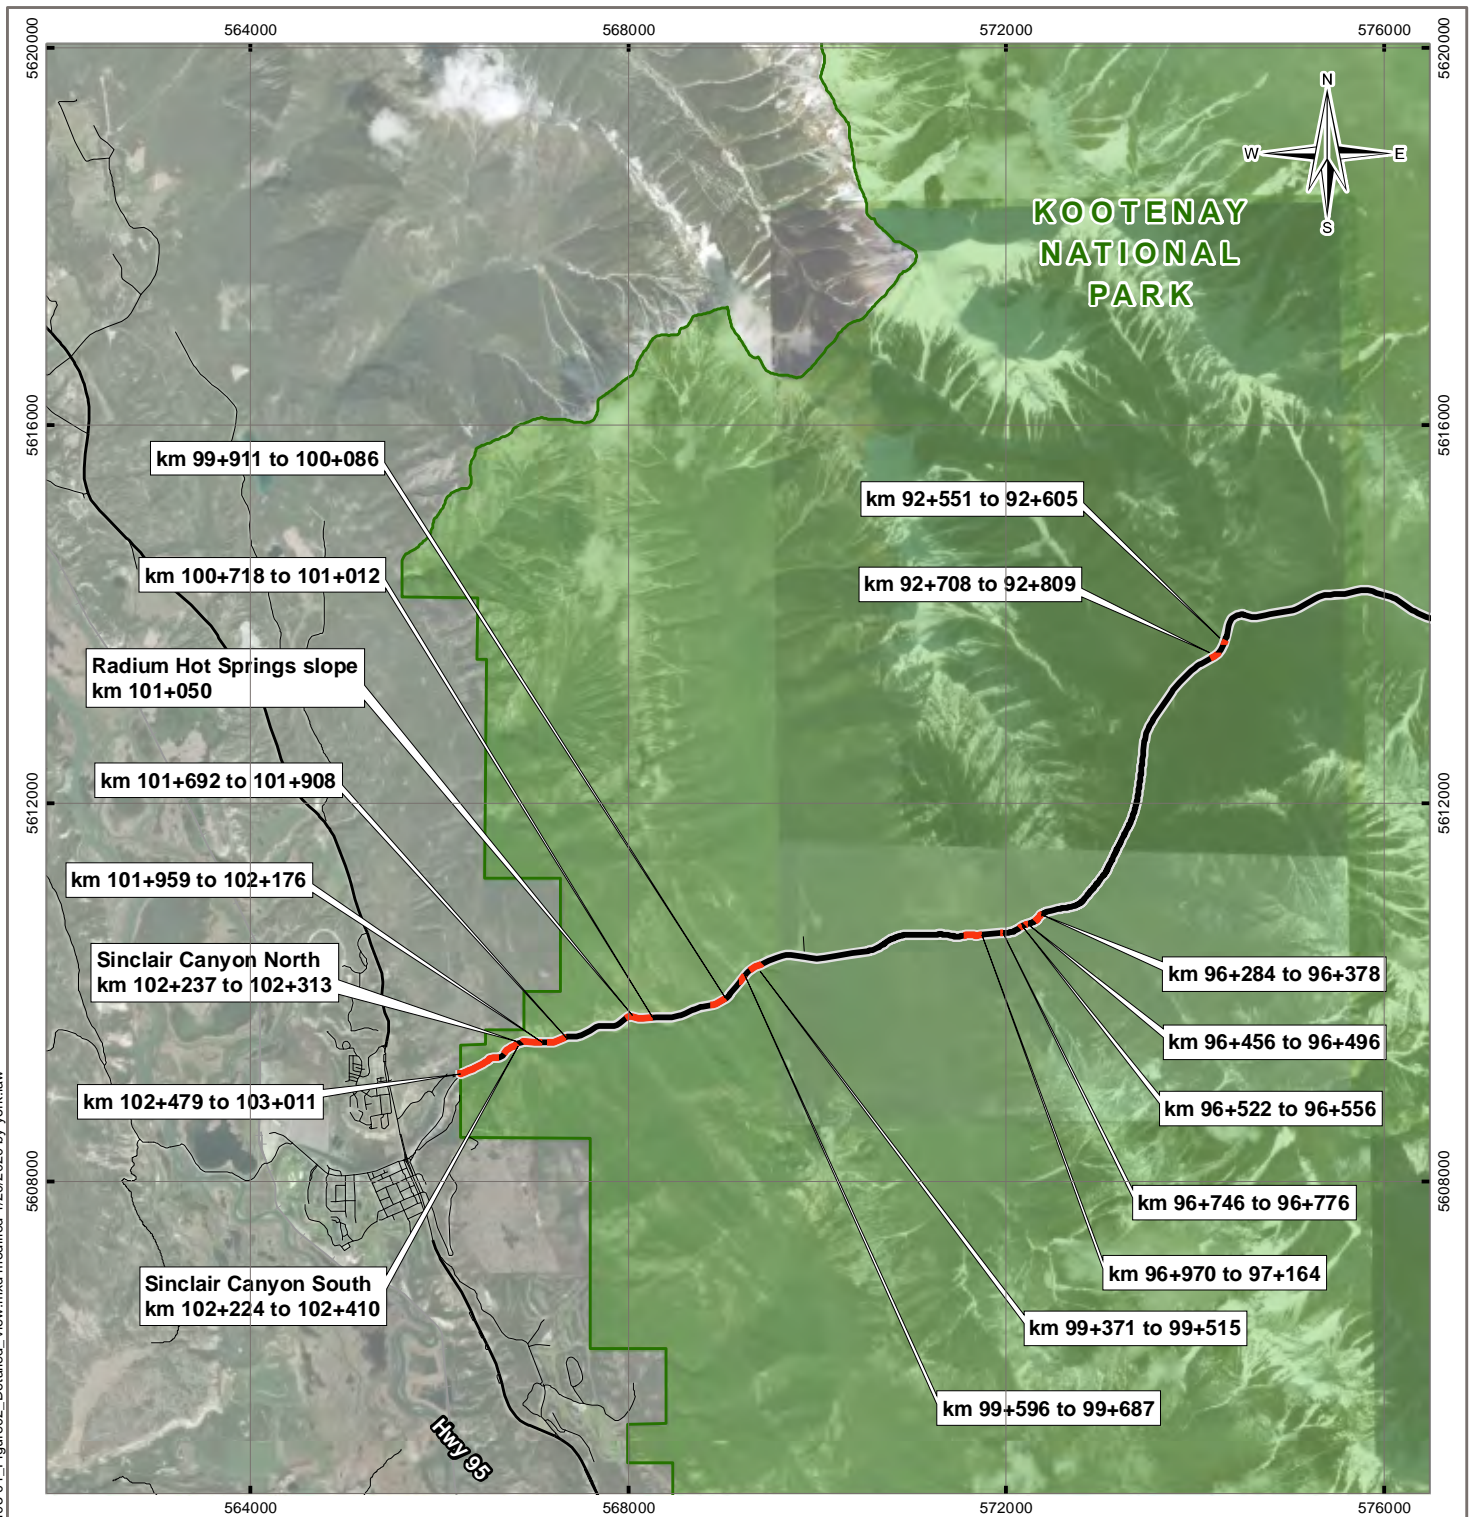 564000
568000
572000
576000
5620000
5620000
N
W
E
S
KOOTENAY
NATIONAL
PARK
5616000
5616000
km 99+911 to 100+086
km 92+551 to 92+605
km 100+718 to 101+012
km 92+708 to 92+809
Radium Hot Springs slope
km 101+050
km 101+692 to 101+908
5612000
5612000
km 101+959 to 102+176
Sinclair Canyon North
km 102+237 to 102+313
km 96+284 to 96+378
km 96+456 to 96+496
km 102+479 to 103+011
km 96+522 to 96+556
5608000
5608000
km 96+746 to 96+776
Sinclair Canyon South
km 102+224 to 102+410
km 96+970 to 97+164
km 99+371 to 99+515
km 99+596 to 99+687
Hwy 95
564000
568000
572000
576000